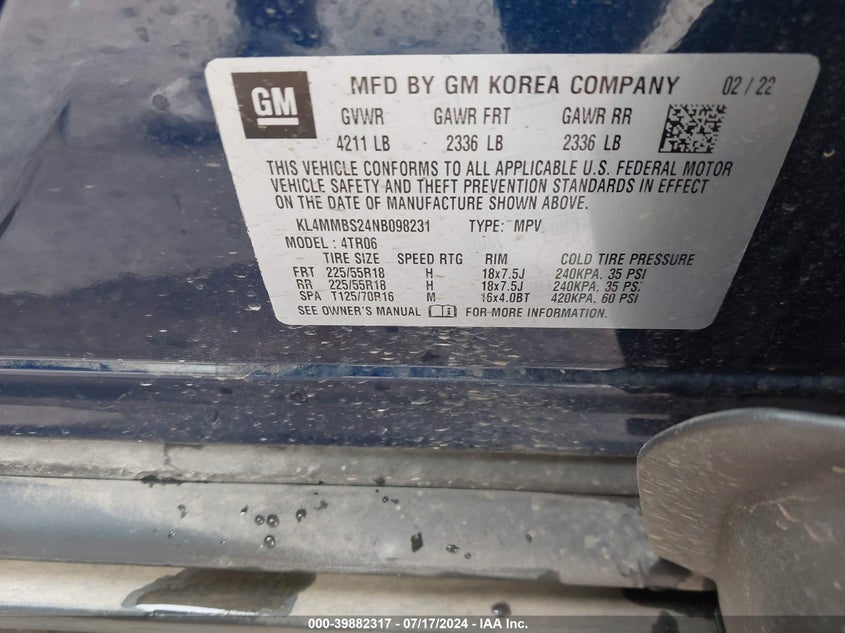 GM
MFD BY GM KOREA COMPANY 02 / 22
GVWR GAWR FRT GAWR RR
4211 LB 2336 LB 2336 LB
THIS VEHICLE CONFORMS TO ALL APPLICABLE U.S. FEDERAL MOTOR
VEHICLE SAFETY AND THEFT PREVENTION STANDARDS IN EFFECT
ON THE DATE OF MANUFACTURE SHOWN ABOVE.
KL4MMBS24NB098231 TYPE: MPV
MODEL : 4TR06
TIRE SIZE SPEED RTG RIM COLD TIRE PRESSURE
FRT 225/55R18 H 18x7.5J 240KPA, 35 PSI
RR 225/55R18 H 18x7.5J 240KPA, 35 PSI
SPA T125/70R16 M 16x4.0BT 420KPA, 60 PSI
SEE OWNER'S MANUAL FOR MORE INFORMATION.
000-39882317 - 07/17/2024 - IAA Inc.